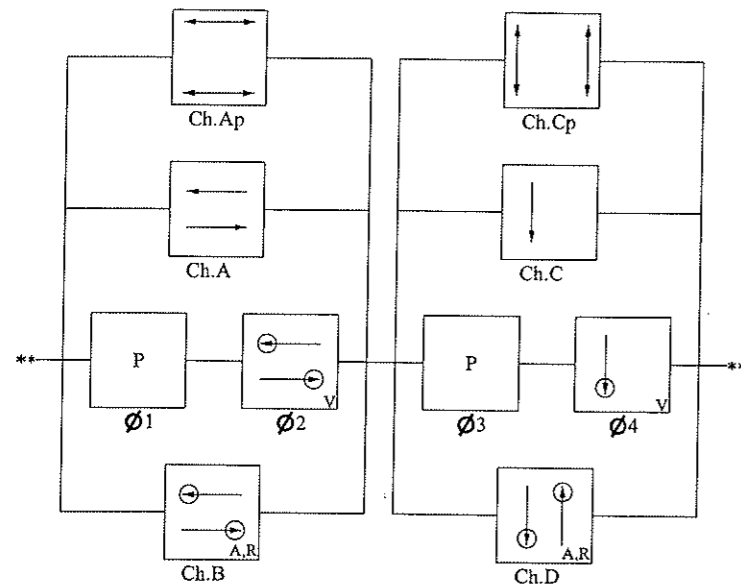 Ch.Ap
Ch.Cp
Ch.A
Ch.C
** P V P V **
Ø1 Ø2 Ø3 Ø4
A,R A,R
Ch.B Ch.D